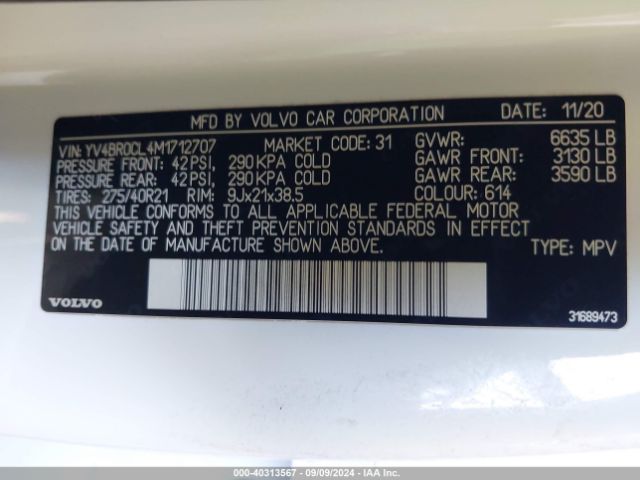 MFD BY VOLVO CAR CORPORATION DATE: 11/20
VIN: YV4BR0CL4M1712707 MARKET CODE: 31 GVWR: 6635 LB
PRESSURE FRONT: 42 PSI, 290 KPA COLD GAWR FRONT: 3130 LB
PRESSURE REAR: 42 PSI, 290 KPA COLD GAWR REAR: 3590 LB
TIRES: 275/40R21 RIM: 9Jx21x38.5 COLOUR: 614
THIS VEHICLE CONFORMS TO ALL APPLICABLE FEDERAL MOTOR
VEHICLE SAFETY AND THEFT PREVENTION STANDARDS IN EFFECT
ON THE DATE OF MANUFACTURE SHOWN ABOVE. TYPE: MPV
VOLVO
31689473
000-40313567 - 09/09/2024 - IAA, Inc.